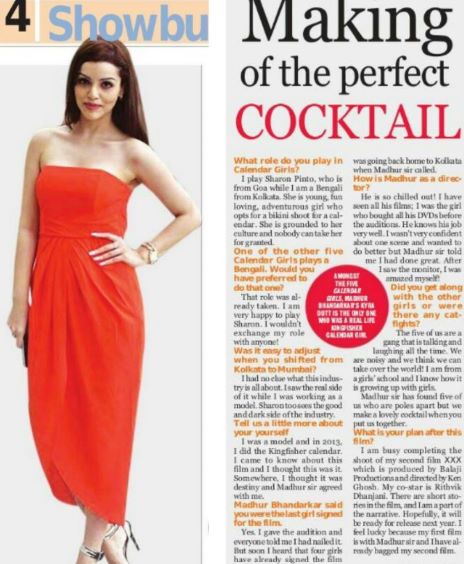 4
Showbu
Making
of the perfect
COCKTAIL
What role do you play in
Calendar Girls?
I play Sharon Pinto, who is
from Goa while I am a Bengali
from Kolkata. She is young, fun
loving, adventurous girl who
opts for a bikini shoot for a cal-
endar. She is grounded to her
culture and nobody can take her
for granted.
One of the other five
Calendar Girls plays a
Bengali. Would you
have preferred to
do that one?
That role was al-
ready taken. I am
very happy to play
Sharon. I wouldn't
exchange my role
with anyone!
Was it easy to adjust
when you shifted from
Kolkata to Mumbai?
I had no clue what this indus-
try is all about. I saw the real side
of it while I was working as a
model. Sharon too sees the good
and dark side of the industry.
Tell us a little more about
your yourself
I was a model and in 2013,
I did the Kingfisher calendar.
I came to know about this
film and I thought this was it.
Somewhere, I thought it was
destiny and Madhur sir agreed
with me.
Madhur Bhandarkar said
you were the last girl signed
for the film.
Yes. I gave the audition and
everyone told me I had nailed it.
But soon I heard that four girls
have already signed the film
AMONGST
THE FIVE
CALENDAR
GIRLS, MADHUR
BHANDARKAR'S KYRA
DUTT IS THE ONLY ONE
WHO WAS A REAL LIFE
KINGFISHER
CALENDAR GIRL
was going back home to Kolkata
when Madhur sir called.
How is Madhur as a direc-
tor?
He is so chilled out! I have
seen all his films; I was the girl
who bought all his DVDs before
the auditions. He knows his job
very well. I wasn't very confident
about one scene and wanted to
do better but Madhur sir told
me I had done great. After
I saw the monitor, I was
amazed myself!
Did you get along
with the other
girls or were
there any cat-
fights?
The five of us are a
gang that is talking and
laughing all the time. We
are noisy and we think we can
take over the world! I am from
a girls' school and I know how it
is growing up with girls.
Madhur sir has found five of
us who are poles apart but we
make a lovely cocktail when you
put us together.
What is your plan after this
film?
I am busy completing the
shoot of my second film XXX
which is produced by Balaji
Productions and directed by Ken
Ghosh. My co-star is Rithvik
Dhanjani. There are short sto-
ries in the film, and I am a part of
the narrative. Hopefully, it will
be ready for release next year. I
feel lucky because my first film
is with Madhur sir and I have al-
ready bagged my second film.